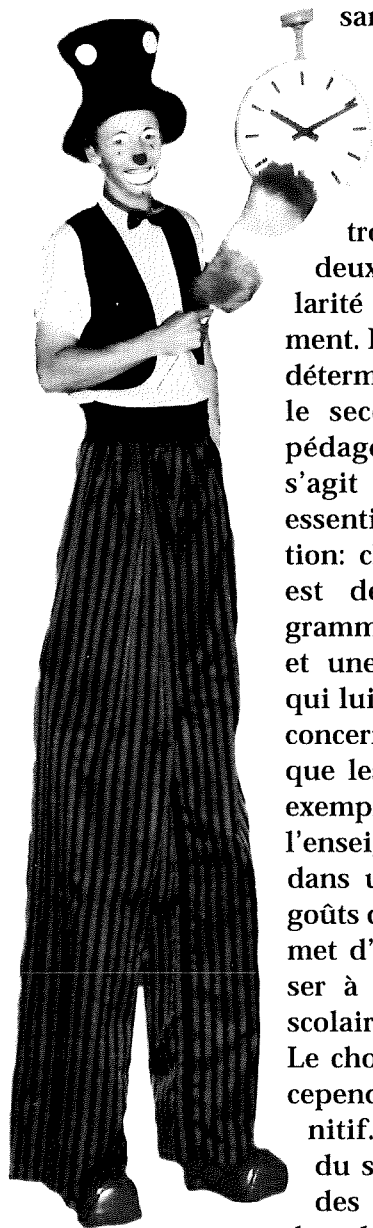 san
tre
deux
larité
ment.
déterm
le sec
pédago
s'agit
essenti
tion: c
est de
gramm
et une
qui lui
concern
que les
exemp
l'ensei
dans u
goûts d
met d'
ser à
scolair
Le cho
cepend
nitif.
du s
des